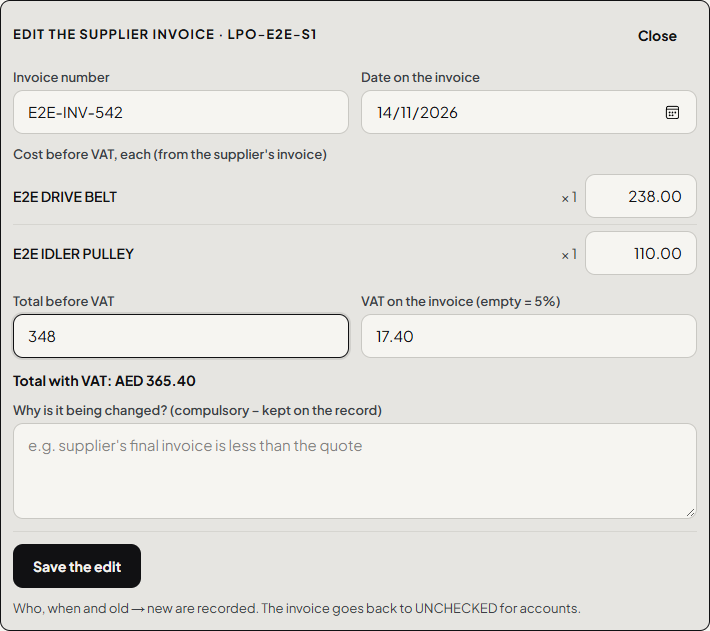 EDIT THE SUPPLIER INVOICE · LPO-E2E-S1
Close
Invoice number
Date on the invoice
E2E-INV-542
14/11/2026
Cost before VAT, each (from the supplier's invoice)
E2E DRIVE BELT × 1 238.00
E2E IDLER PULLEY × 1 110.00
Total before VAT
VAT on the invoice (empty = 5%)
348
17.40
Total with VAT: AED 365.40
Why is it being changed? (compulsory – kept on the record)
e.g. supplier's final invoice is less than the quote
Save the edit
Who, when and old → new are recorded. The invoice goes back to UNCHECKED for accounts.